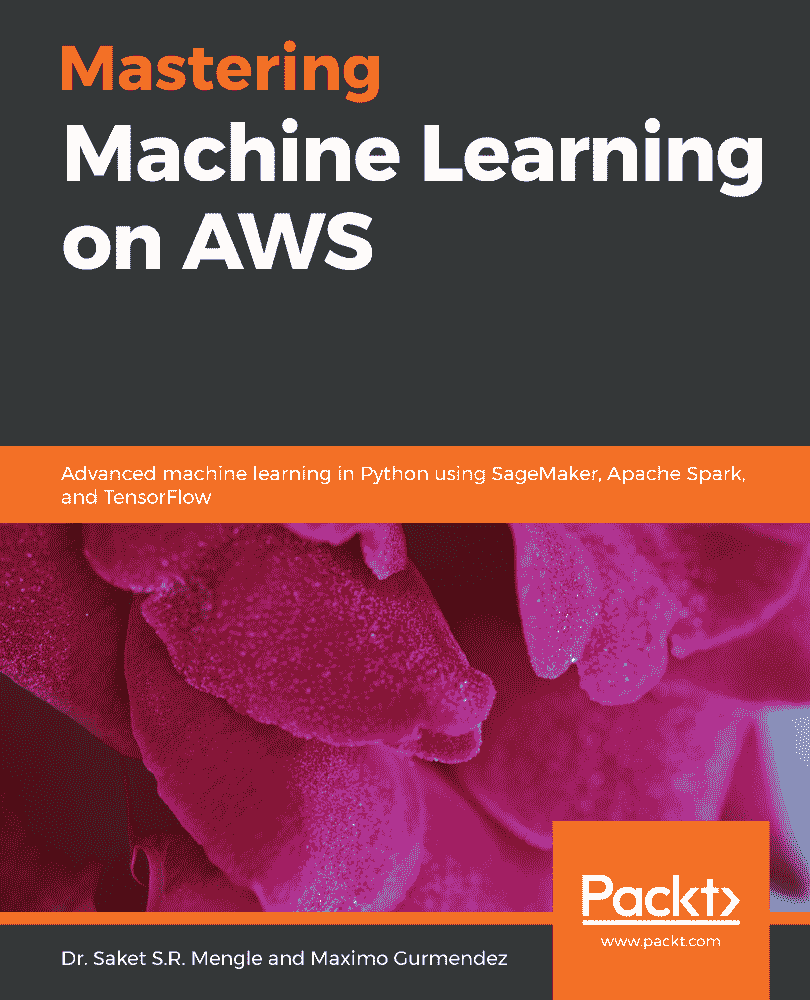 Mastering
Machine Learning
on AWS
Advanced machine learning in Python using SageMaker, Apache Spark,
and TensorFlow
Packt>
www.packt.com
Dr. Saket S.R. Mengle and Maximo Gurmendez